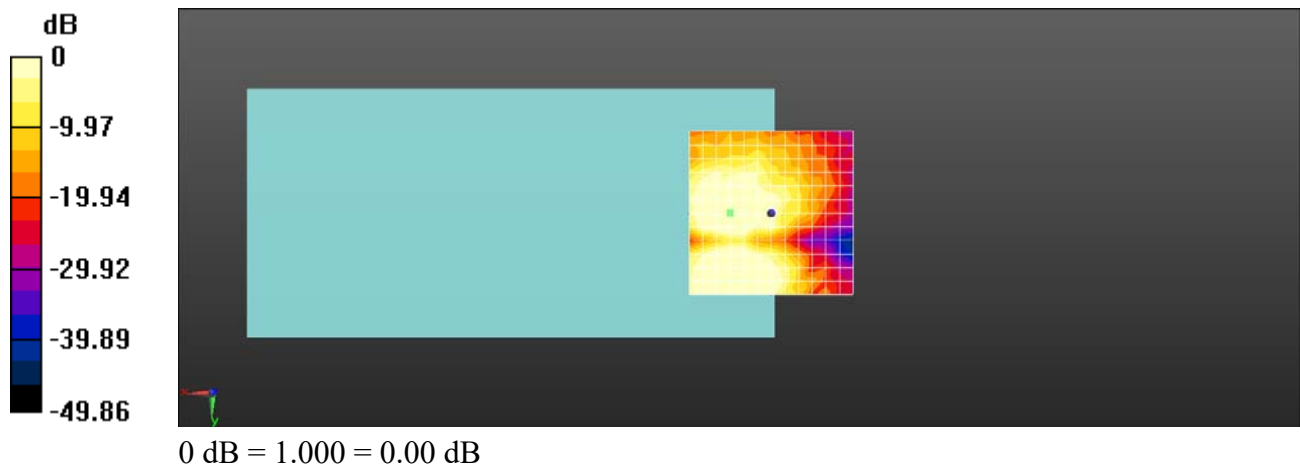 dB
0
-9.97
-19.94
-29.92
-39.89
-49.86
x
y
0 dB = 1.000 = 0.00 dB